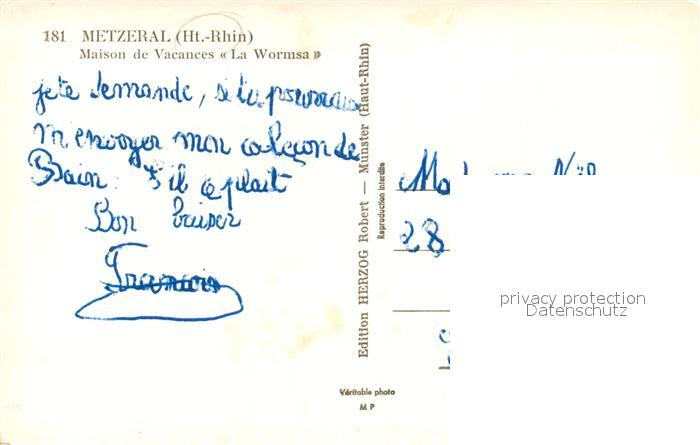 181 METZERAL (Ht.-Rhin)
Maison de Vacances « La Wormsa »
je te demande, si tu pourrais
m'envoyer mon caleçon de
Bain. S'il te plait
Bon baiser
François
Edition HERZOG Robert — Munster (Haut-Rhin)
Reproduction interdite
28
privacy protection
Datenschutz
Véritable photo
M P